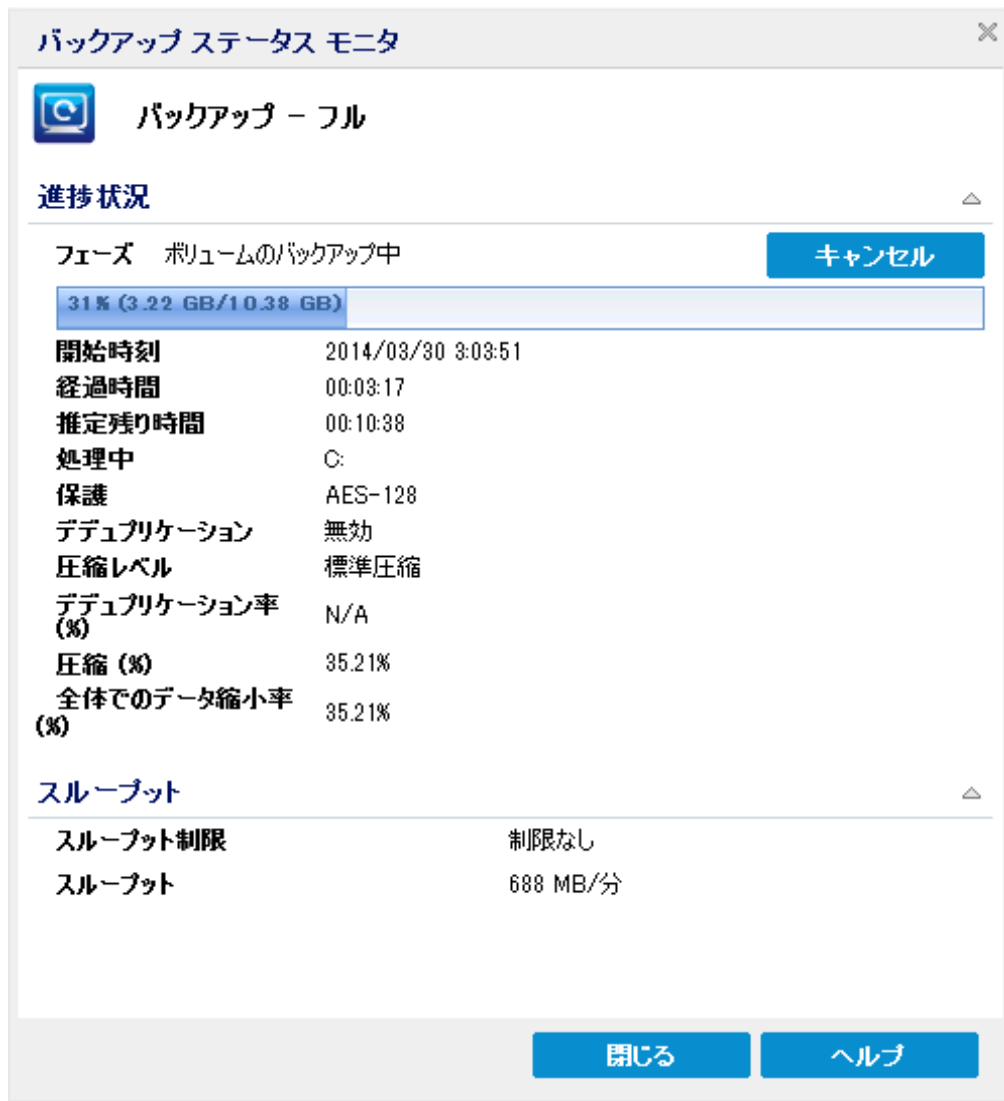 バックアップ ステータス モニタ
バックアップ - フル
進捗状況
フェーズ ボリュームのバックアップ中 キャンセル
31% (3.22 GB/10.38 GB)
開始時刻 2014/03/30 3:03:51
経過時間 00:03:17
推定残り時間 00:10:38
処理中 C:
保護 AES-128
デデュプリケーション 無効
圧縮レベル 標準圧縮
デデュプリケーション率
(%) N/A
圧縮 (%) 35.21%
全体でのデータ縮小率
(%) 35.21%
スループット
スループット制限 制限なし
スループット 688 MB/分
閉じる ヘルプ